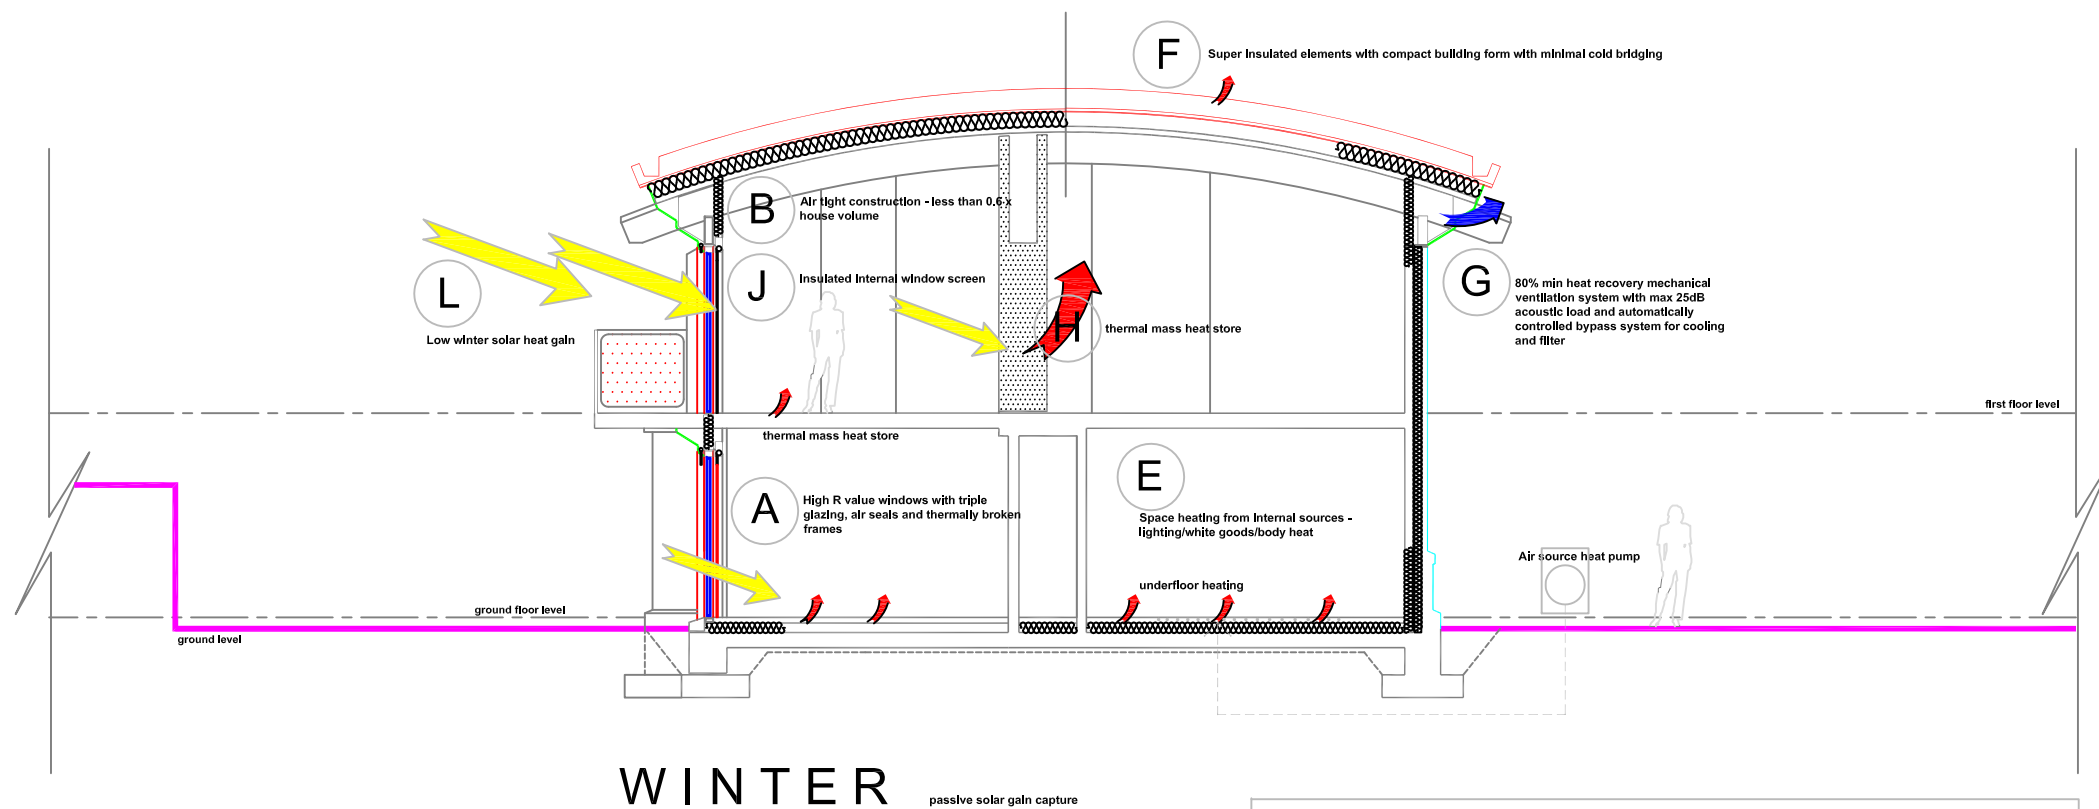 F
Super insulated elements with compact building form with minimal cold bridging
B
Air tight construction - less than 0.6 x
house volume
L
Low winter solar heat gain
J
Insulated internal window screen
H
thermal mass heat store
G
80% min heat recovery mechanical
ventilation system with max 25dB
acoustic load and automatically
controlled bypass system for cooling
and filter
first floor level
thermal mass heat store
A
High R value windows with triple
glazing, air seals and thermally broken
frames
E
Space heating from internal sources -
lighting/white goods/body heat
underfloor heating
Air source heat pump
ground floor level
ground level
WINTER
passive solar gain capture